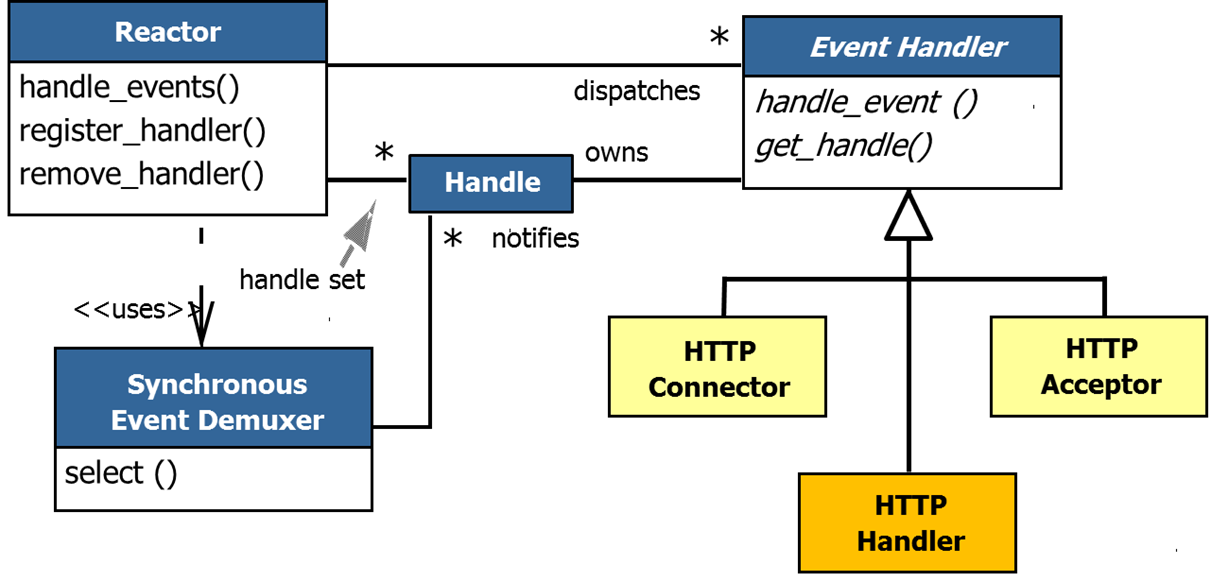 Reactor
handle_events()
register_handler()
remove_handler()
*
dispatches
Event Handler
handle_event ()
get_handle()
*
Handle
owns
handle set
*
notifies
<<uses>>
Synchronous
Event Demuxer
select ()
HTTP
Connector
HTTP
Acceptor
HTTP
Handler